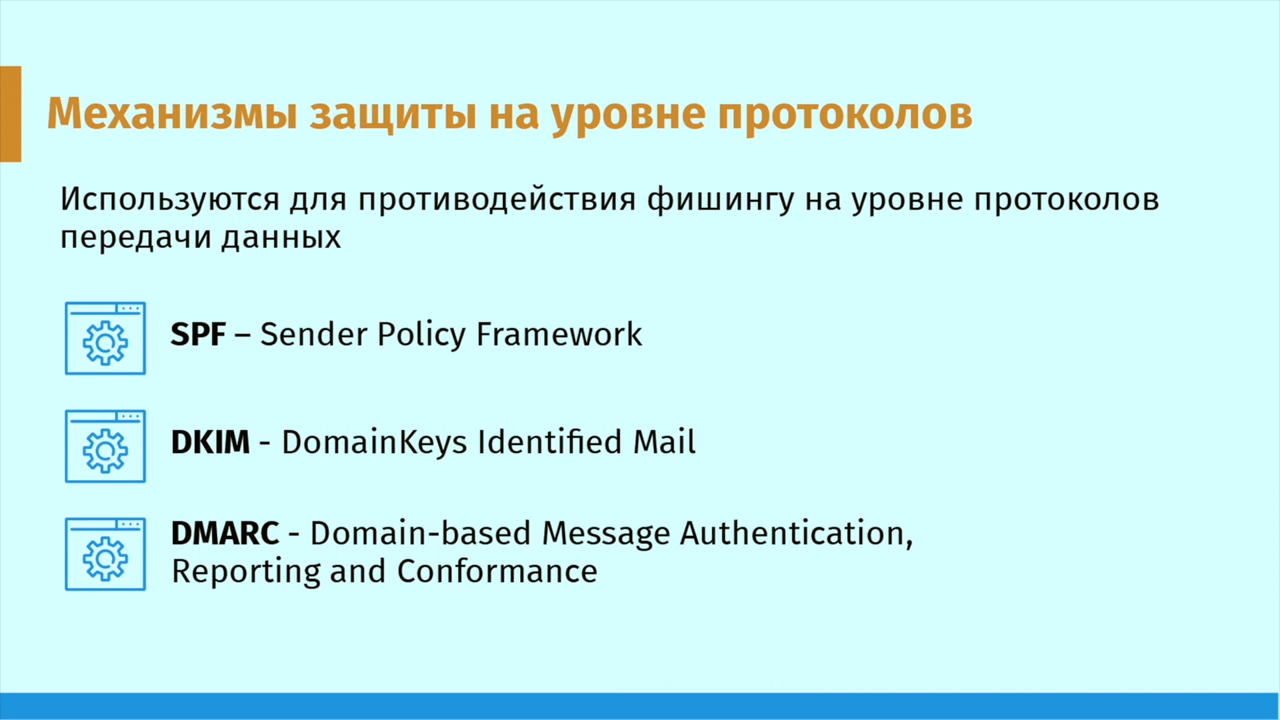 Механизмы защиты на уровне протоколов
Используются для противодействия фишингу на уровне протоколов
передачи данных
SPF – Sender Policy Framework
DKIM - DomainKeys Identified Mail
DMARC - Domain-based Message Authentication,
Reporting and Conformance